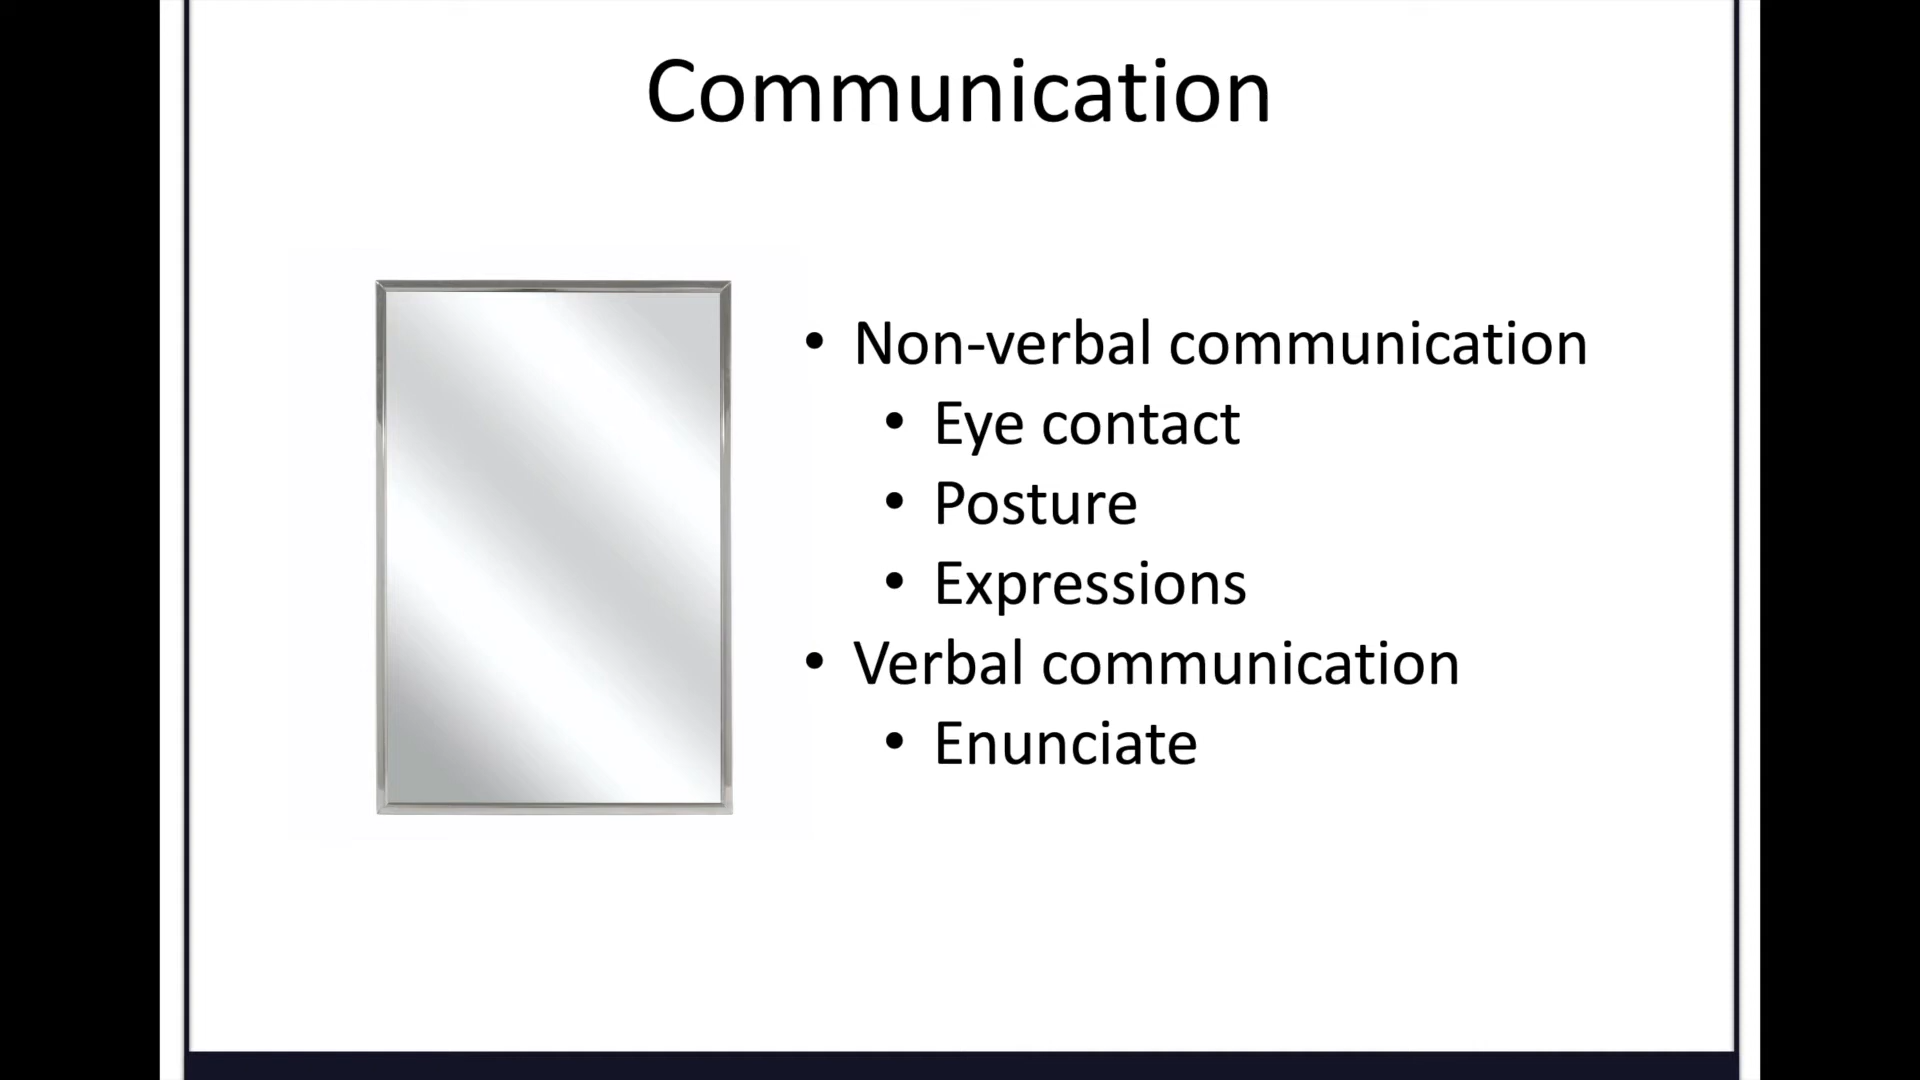 Communication
• Non-verbal communication
• Eye contact
• Posture
• Expressions
• Verbal communication
• Enunciate